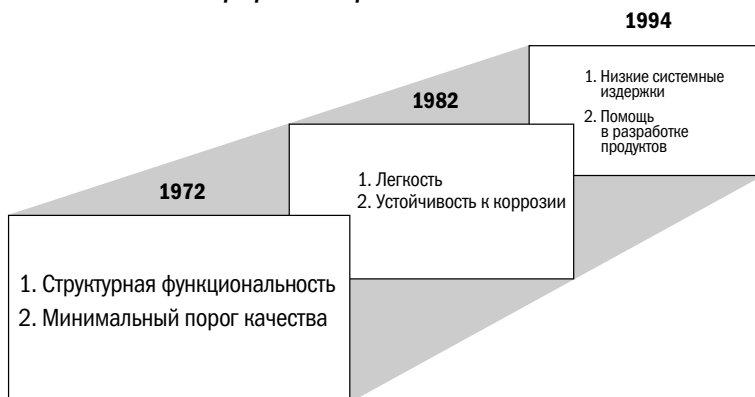 1994
1. Низкие системные
издержки
2. Помощь
в разработке
продуктов
1982
1. Легкость
2. Устойчивость к коррозии
1972
1. Структурная функциональность
2. Минимальный порог качества